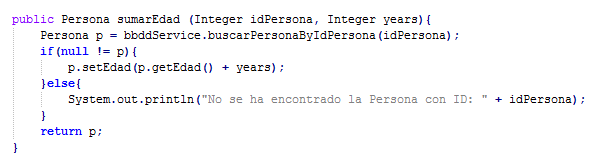 public Persona sumarEdad (Integer idPersona, Integer years){
    Persona p = bbddService.buscarPersonaByIdPersona(idPersona);
    if(null != p){
        p.setEdad(p.getEdad() + years);
    }else{
        System.out.println("No se ha encontrado la Persona con ID: " + idPersona);
    }
    return p;
}